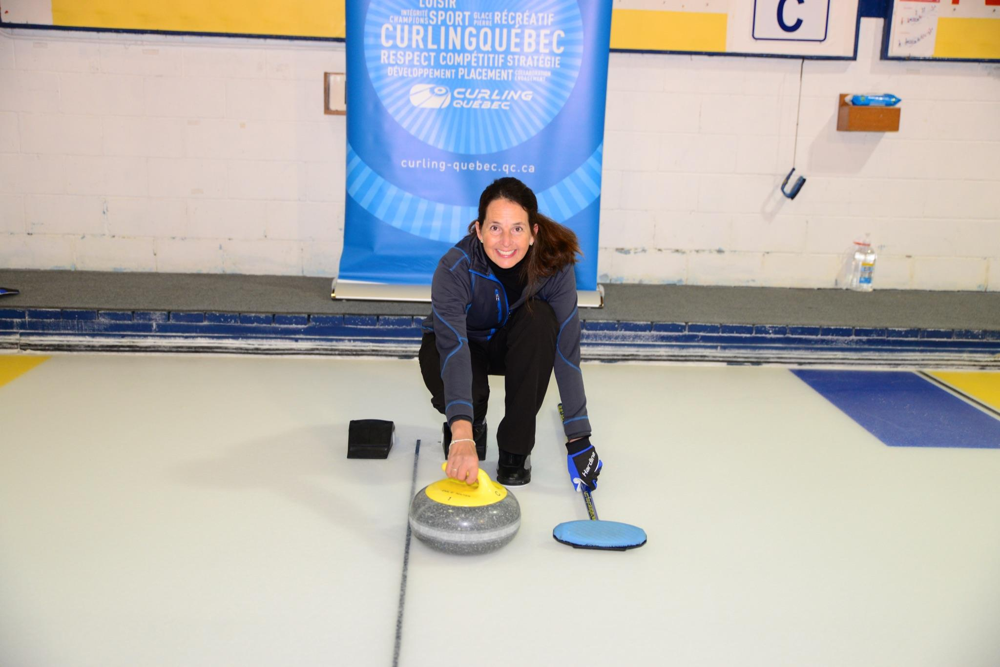 LOISIR
INTÉGRITÉ
CHAMPIONS SPORT GLACE PIERRE RÉCRÉATIF
CURLINGQUÉBEC
RESPECT COMPÉTITIF STRATÉGIE
DÉVELOPPEMENT PLACEMENT COLLABORATION ENGAGEMENT
CURLING
QUÉBEC
curling-quebec.qc.ca
C
Hardline
1
C